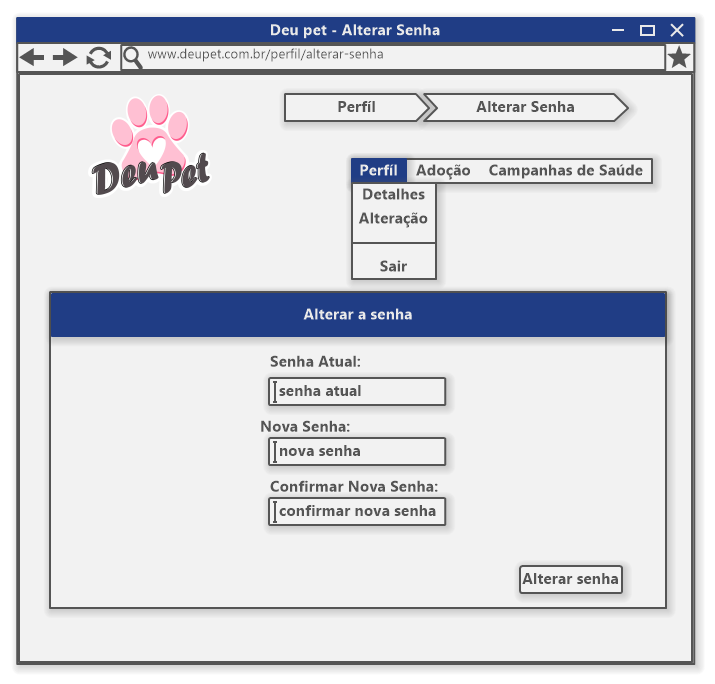 Deu pet - Alterar Senha
www.deupet.com.br/perfil/alterar-senha
Perfíl Alterar Senha
Deu Pet
Perfíl Adoção Campanhas de Saúde
Detalhes
Alteração
Sair
Alterar a senha
Senha Atual:
senha atual
Nova Senha:
nova senha
Confirmar Nova Senha:
confirmar nova senha
Alterar senha